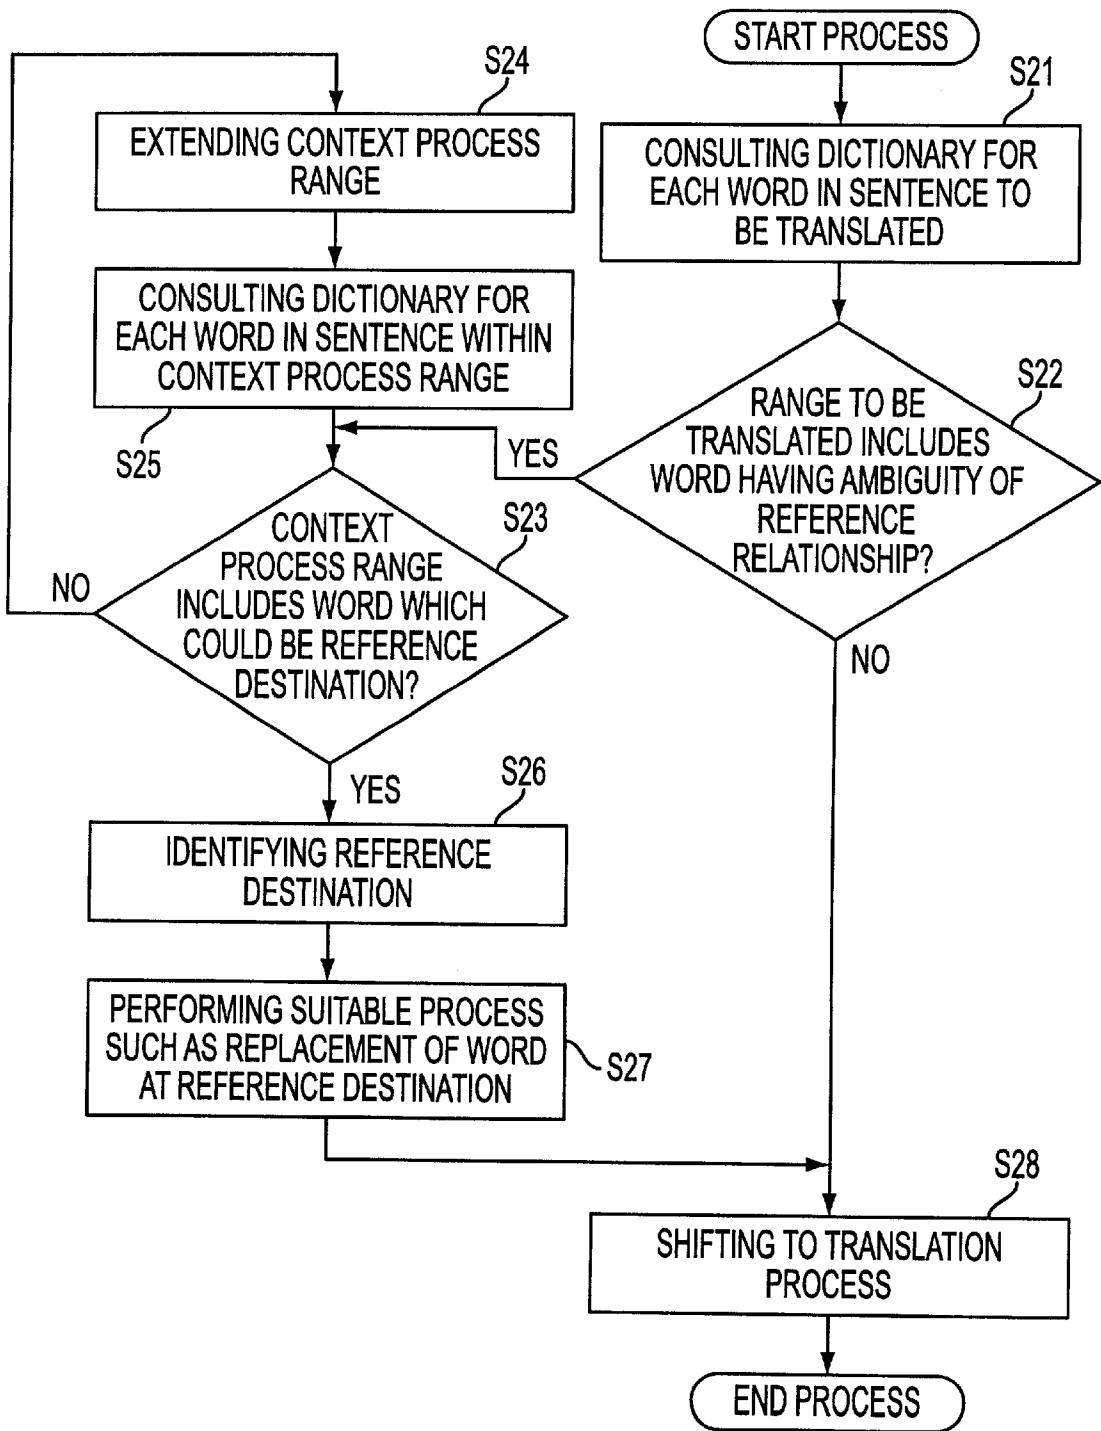 START PROCESS
S21
CONSULTING DICTIONARY FOR
EACH WORD IN SENTENCE TO
BE TRANSLATED
S22
RANGE TO BE
TRANSLATED INCLUDES
WORD HAVING AMBIGUITY OF
REFERENCE
RELATIONSHIP?
YES
NO
S24
EXTENDING CONTEXT PROCESS
RANGE
CONSULTING DICTIONARY FOR
EACH WORD IN SENTENCE WITHIN
CONTEXT PROCESS RANGE
S25
S23
CONTEXT
PROCESS RANGE
INCLUDES WORD WHICH
COULD BE REFERENCE
DESTINATION?
NO
YES
S26
IDENTIFYING REFERENCE
DESTINATION
PERFORMING SUITABLE PROCESS
SUCH AS REPLACEMENT OF WORD
AT REFERENCE DESTINATION
S27
S28
SHIFTING TO TRANSLATION
PROCESS
END PROCESS